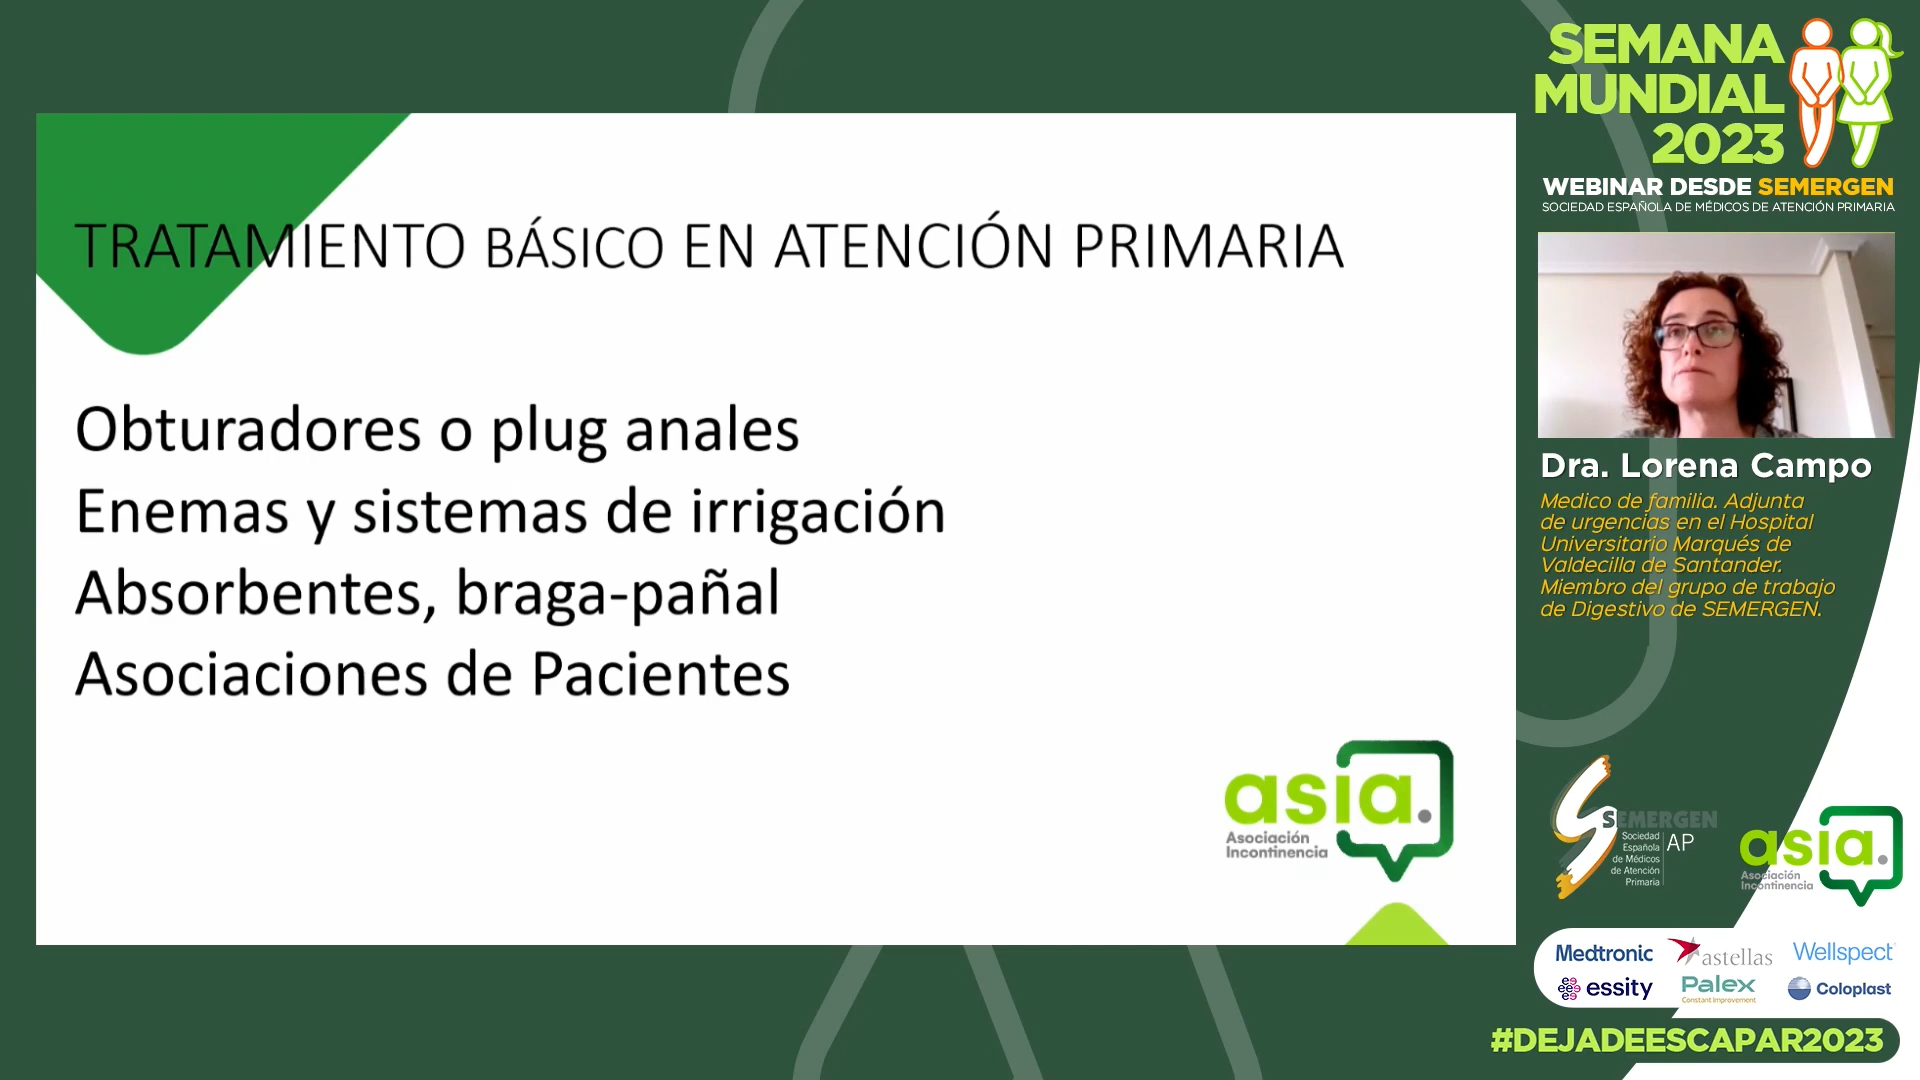 TRATAMIENTO BÁSICO EN ATENCIÓN PRIMARIA
Obturadores o plug anales
Enemas y sistemas de irrigación
Absorbentes, braga-pañal
Asociaciones de Pacientes
asia.
Asociación
Incontinencia
SEMANA
MUNDIAL
2023
WEBINAR DESDE SEMERGEN
SOCIEDAD ESPAÑOLA DE MÉDICOS DE ATENCIÓN PRIMARIA
Dra. Lorena Campo
Medico de familia. Adjunta
de urgencias en el Hospital
Universitario Marqués de
Valdecilla de Santander.
Miembro del grupo de trabajo
de Digestivo de SEMERGEN.
SEMERGEN
Sociedad
Española
de Médicos
de Atención
Primaria
AP
asia.
Asociación
Incontinencia
Medtronic
astellas
Wellspect
essity
Palex
Constant Improvement
Coloplast
#DEJADEESCAPAR2023